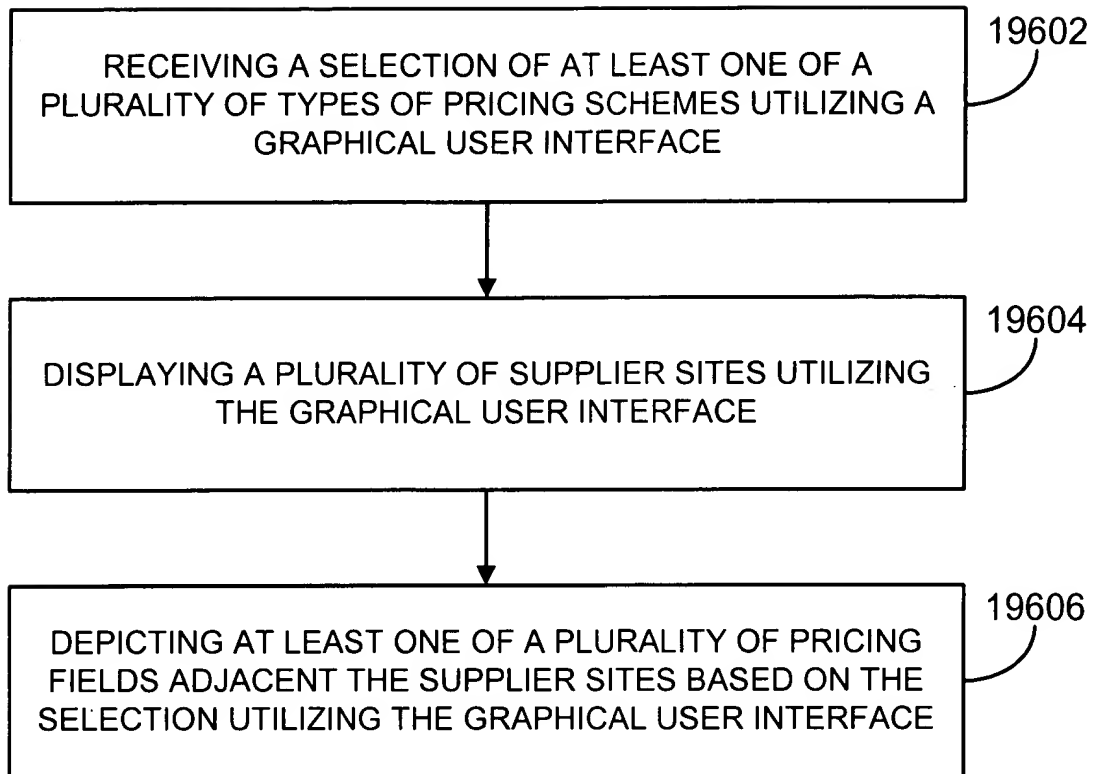 19602
RECEIVING A SELECTION OF AT LEAST ONE OF A
PLURALITY OF TYPES OF PRICING SCHEMES UTILIZING A
GRAPHICAL USER INTERFACE
19604
DISPLAYING A PLURALITY OF SUPPLIER SITES UTILIZING
THE GRAPHICAL USER INTERFACE
19606
DEPICTING AT LEAST ONE OF A PLURALITY OF PRICING
FIELDS ADJACENT THE SUPPLIER SITES BASED ON THE
SELECTION UTILIZING THE GRAPHICAL USER INTERFACE